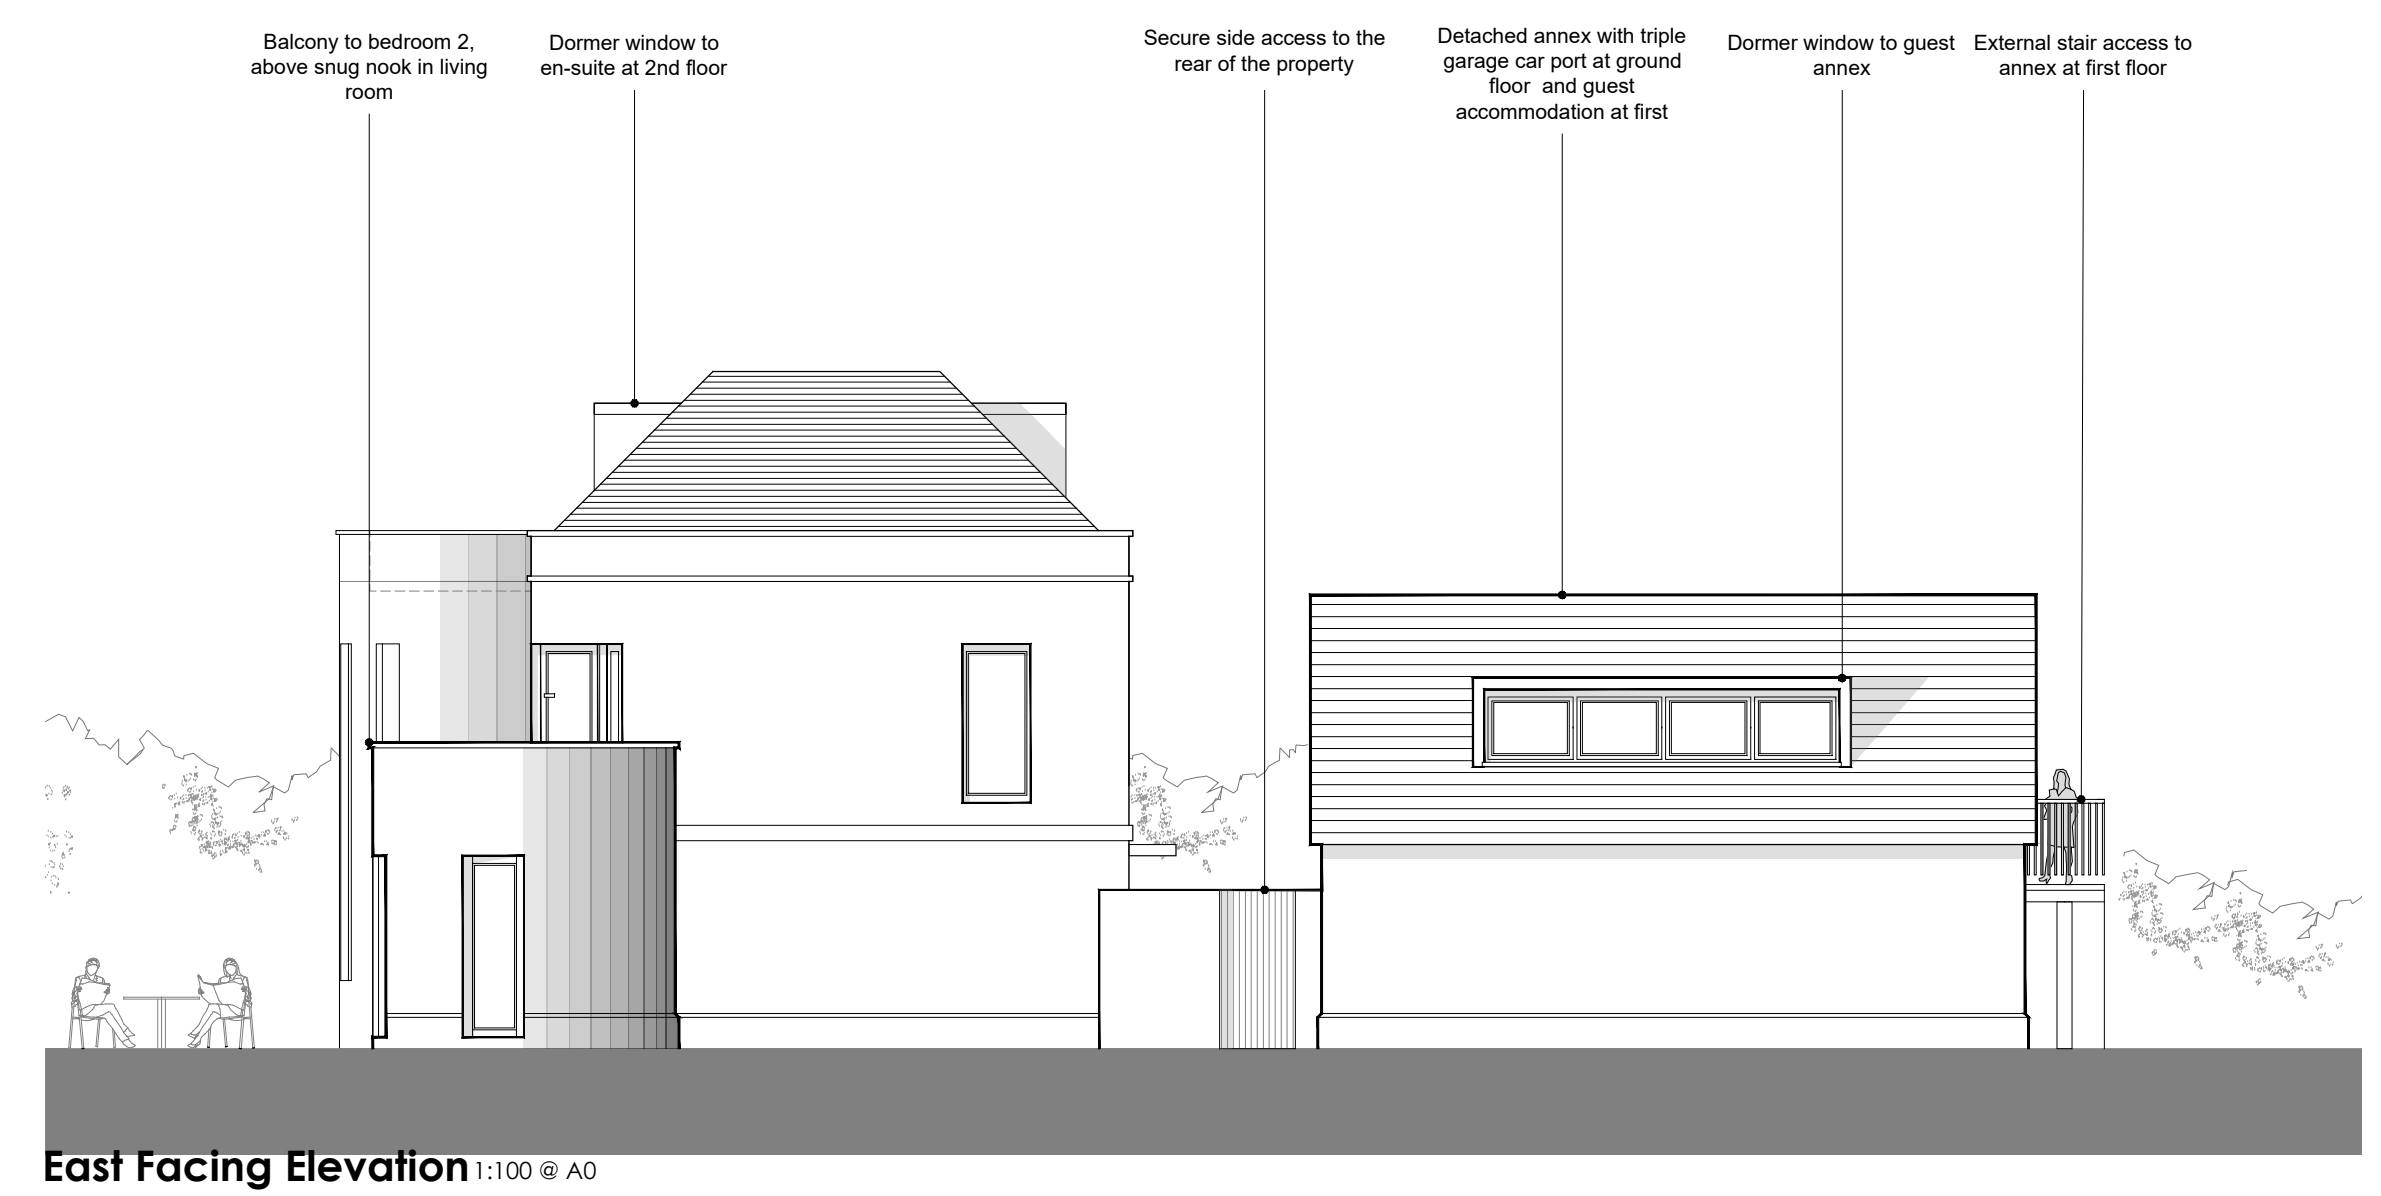 Balcony to bedroom 2,
above snug nook in living
room
Dormer window to
en-suite at 2nd floor
Secure side access to the
rear of the property
Detached annex with triple
garage car port at ground
floor  and guest
accommodation at first
Dormer window to guest
annex
External stair access to
annex at first floor
East Facing Elevation 1:100 @ A0